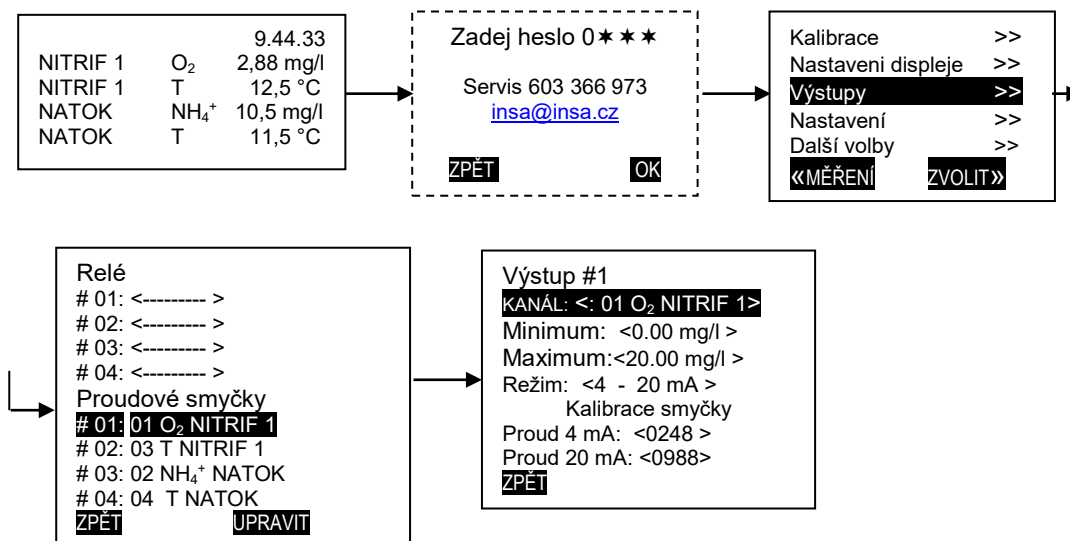 9.44.33
NITRIF 1 O₂ 2,88 mg/l
NITRIF 1 T 12,5 °C
NATOK NH₄⁺ 10,5 mg/l
NATOK T 11,5 °C
Zadej heslo 0✶✶✶
Servis 603 366 973
insa@insa.cz
ZPĚT OK
Kalibrace >>
Nastaveni displeje >>
Výstupy >>
Nastavení >>
Další volby >>
«MĚŘENÍ ZVOLIT»
Relé
# 01: <--------- >
# 02: <--------- >
# 03: <--------- >
# 04: <--------- >
Proudové smyčky
# 01: 01 O₂ NITRIF 1
# 02: 03 T NITRIF 1
# 03: 02 NH₄⁺ NATOK
# 04: 04 T NATOK
ZPĚT UPRAVIT
Výstup #1
KANÁL: <: 01 O₂ NITRIF 1>
Minimum: <0.00 mg/l >
Maximum:<20.00 mg/l >
Režim: <4 - 20 mA >
Kalibrace smyčky
Proud 4 mA: <0248 >
Proud 20 mA: <0988>
ZPĚT